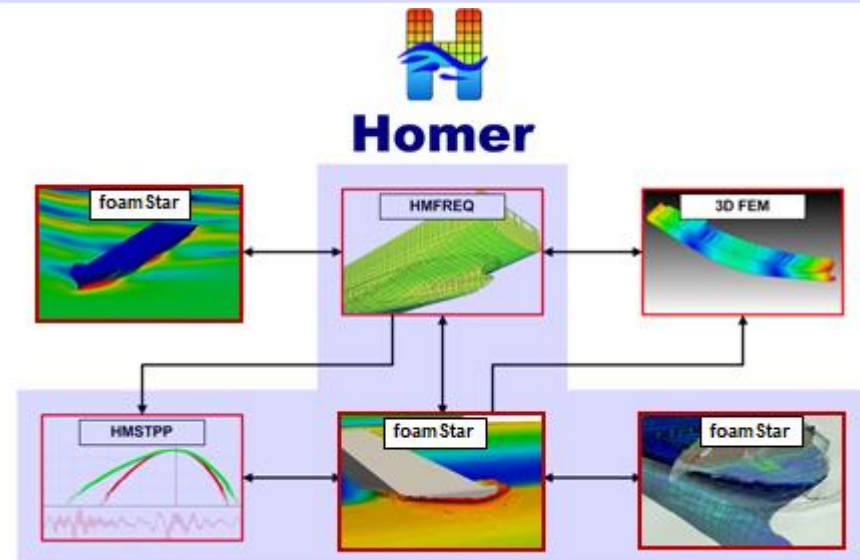 H
Homer
foam Star
HMFREQ
3D FEM
HMSTPP
foam Star
foam Star